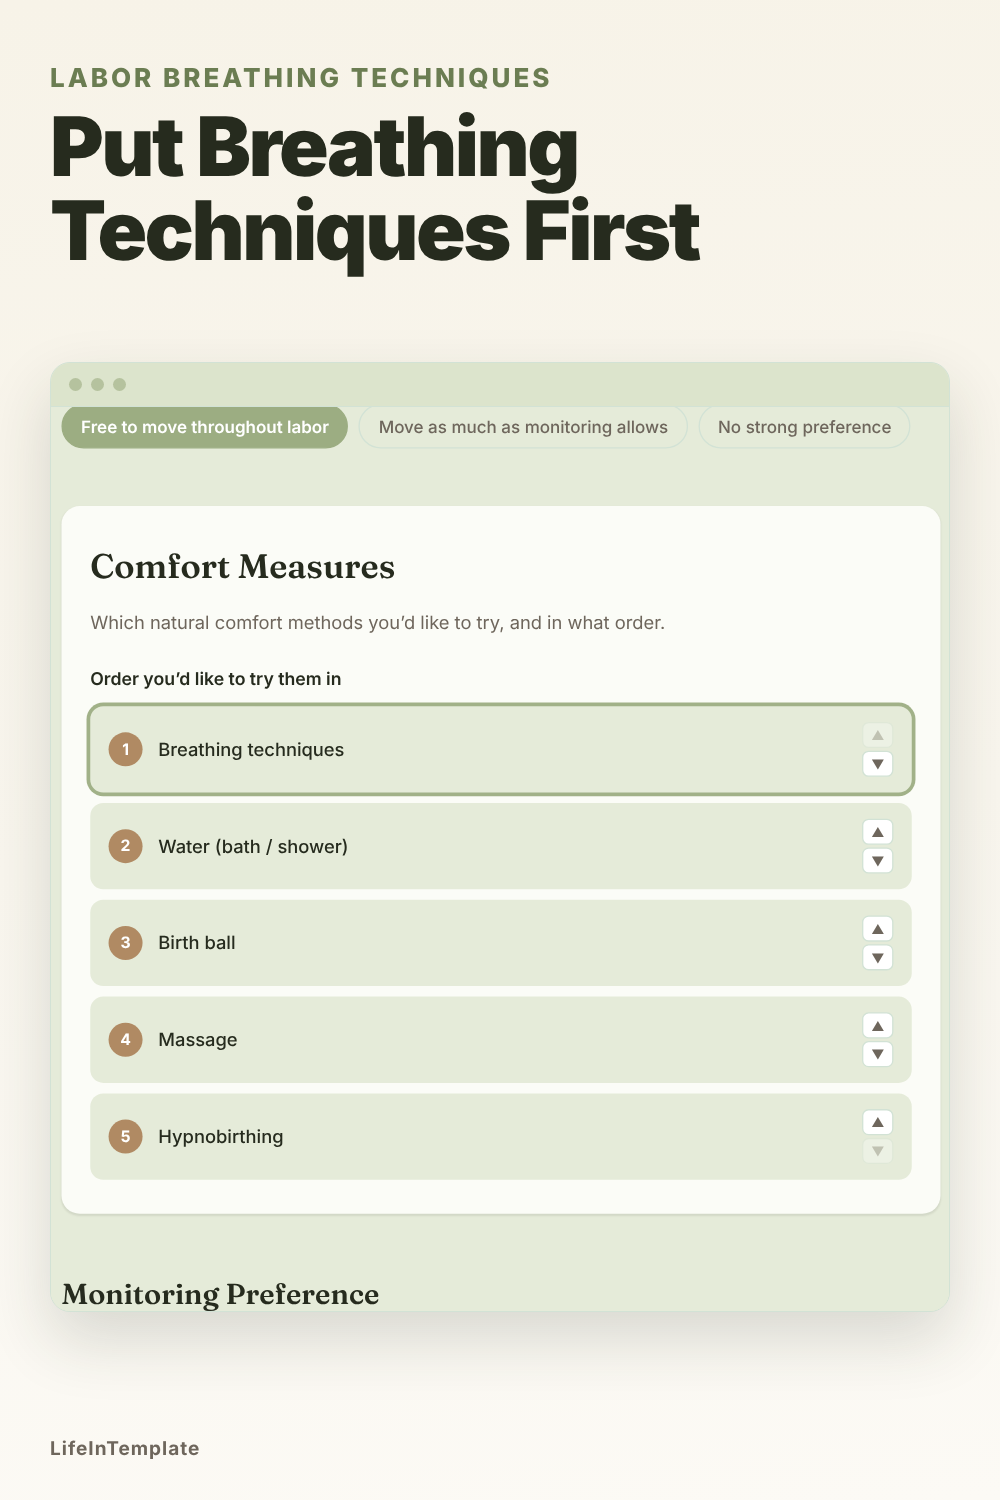 LABOR BREATHING TECHNIQUES
Put Breathing
Techniques First
Free to move throughout labor
Move as much as monitoring allows
No strong preference
Comfort Measures
Which natural comfort methods you’d like to try, and in what order.
Order you’d like to try them in
1 Breathing techniques
2 Water (bath / shower)
3 Birth ball
4 Massage
5 Hypnobirthing
Monitoring Preference
LifeInTemplate